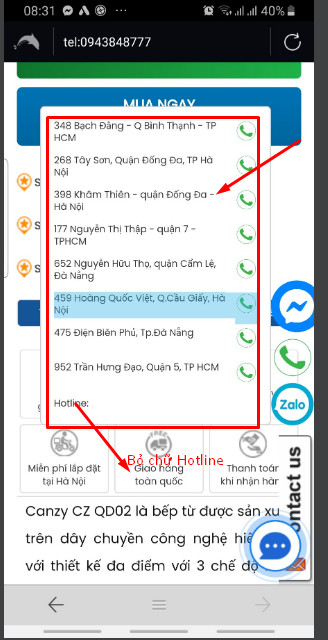 08:31
40%
tel:0943848777
MUA NGAY
348 Bạch Đằng - Q Bình Thạnh - TP
HCM
268 Tây Sơn, Quận Đống Đa, TP Hà
Nội
398 Khâm Thiên - quận Đống Đa -
Hà Nội
177 Nguyễn Thị Thập - quận 7 -
TPHCM
652 Nguyễn Hữu Thọ, quận Cẩm Lệ,
Đà Nẵng
459 Hoàng Quốc Việt, Q.Cầu Giấy, Hà
Nội
475 Điện Biên Phủ, Tp.Đà Nẵng
952 Trần Hưng Đạo, Quận 5, TP HCM
Hotline:
Zalo
Bỏ chữ Hotline
Miễn phí lắp đặt
tại Hà Nội
Giao hàng
toàn quốc
Thanh toán
khi nhận hàng
ontact us
Canzy CZ QD02 là bếp từ được sản xu
trên dây chuyền công nghệ hiệ
với thiết kế đa điểm với 3 chế độ